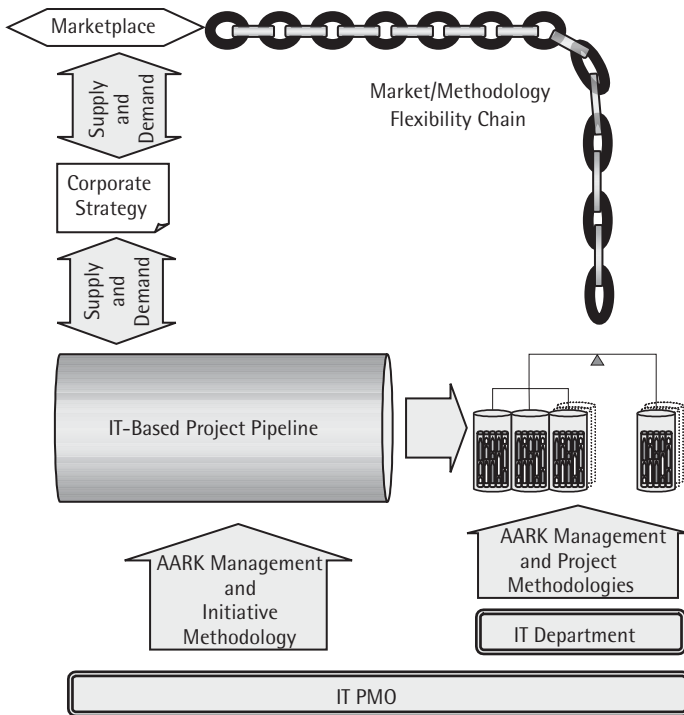 Marketplace
Market/Methodology
Flexibility Chain
Supply
and
Demand
Corporate
Strategy
Supply
and
Demand
IT-Based Project Pipeline
AARK Management
and
Initiative
Methodology
AARK Management
and Project
Methodologies
IT Department
IT PMO